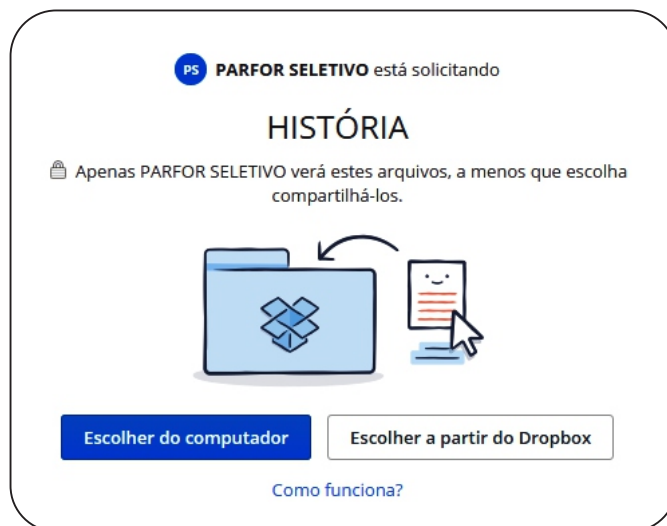 PS PARFOR SELETIVO está solicitando
HISTÓRIA
Apenas PARFOR SELETIVO verá estes arquivos, a menos que escolha
compartilhá-los.
Escolher do computador Escolher a partir do Dropbox
Como funciona?